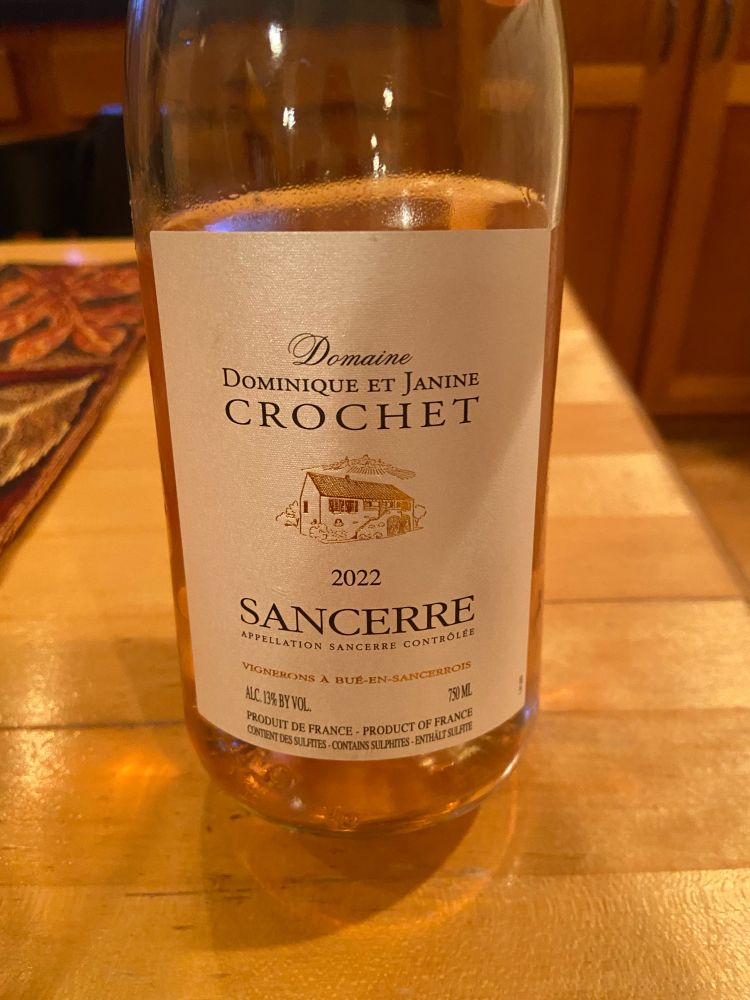 Domaine
DOMINIQUE ET JANINE
CROCHET
2022
SANCERRE
APPELLATION SANCERRE CONTRÔLÉE
VIGNERONS À BUÉ-EN-SANCERROIS
ALC. 13% BY VOL. 750 ML
PRODUIT DE FRANCE - PRODUCT OF FRANCE
CONTIENT DES SULFITES - CONTAINS SULPHITES - ENTHÄLT SULFITE